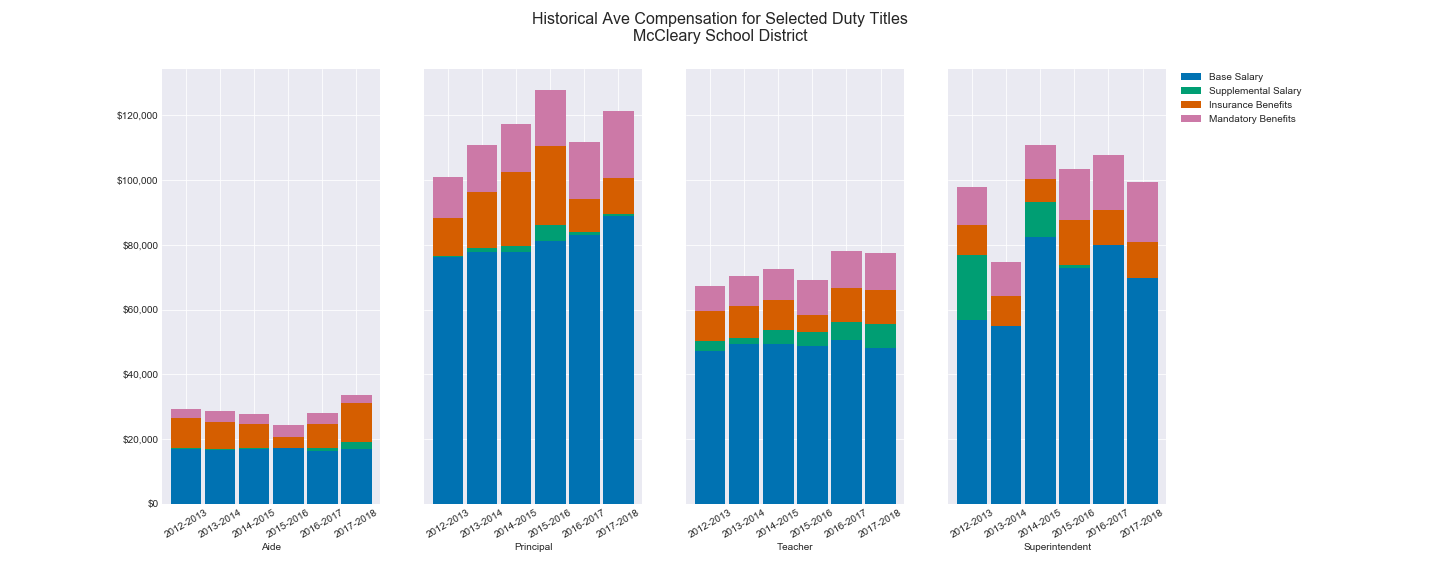 Historical Ave Compensation for Selected Duty Titles
McCleary School District
Base Salary
Supplemental Salary
Insurance Benefits
Mandatory Benefits
$120,000
$100,000
$80,000
$60,000
$40,000
$20,000
$0
2012-2013 2013-2014 2014-2015 2015-2016 2016-2017 2017-2018
Aide
2012-2013 2013-2014 2014-2015 2015-2016 2016-2017 2017-2018
Principal
2012-2013 2013-2014 2014-2015 2015-2016 2016-2017 2017-2018
Teacher
2012-2013 2013-2014 2014-2015 2015-2016 2016-2017 2017-2018
Superintendent